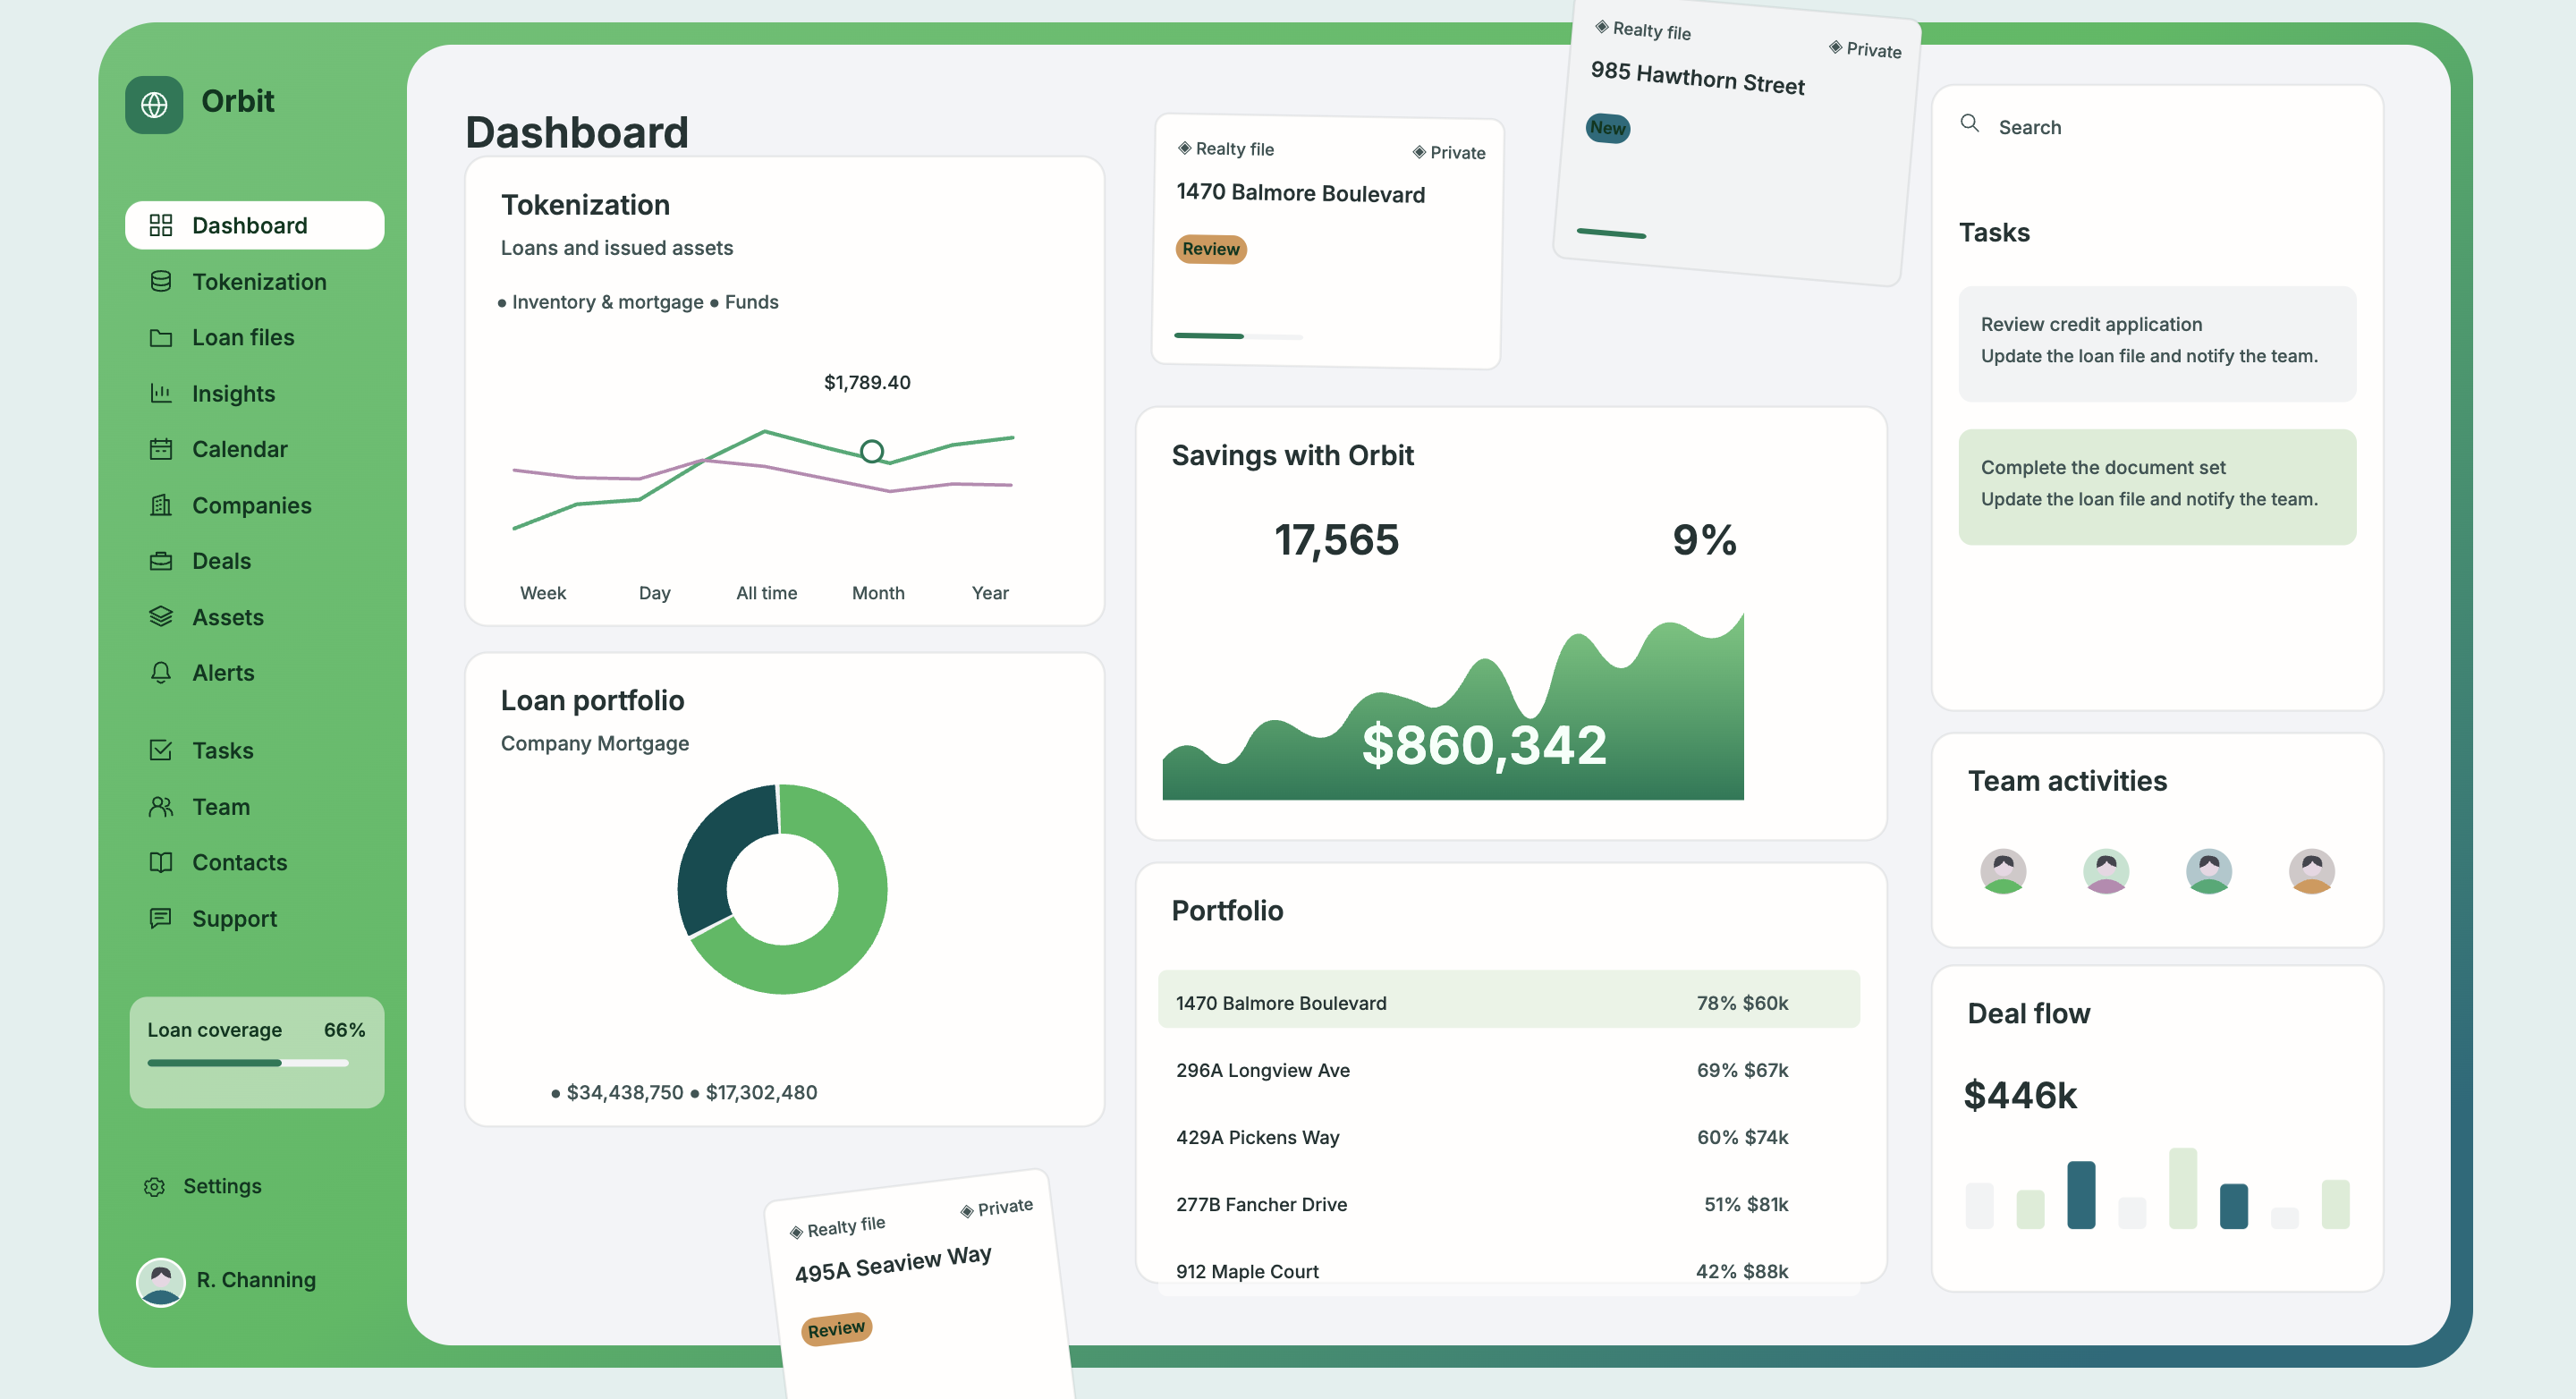 Orbit
Dashboard
Tokenization
Loan files
Insights
Calendar
Companies
Deals
Assets
Alerts
Tasks
Team
Contacts
Support
Loan coverage 66%
Settings
R. Channing
Dashboard
Tokenization
Loans and issued assets
• Inventory & mortgage • Funds
$1,789.40
Week Day All time Month Year
Loan portfolio
Company Mortgage
• $34,438,750 • $17,302,480
◈ Realty file ◈ Private
495A Seaview Way
Review
◈ Realty file ◈ Private
1470 Balmore Boulevard
Review
◈ Realty file ◈ Private
985 Hawthorn Street
New
Savings with Orbit
17,565 9%
$860,342
Portfolio
1470 Balmore Boulevard 78% $60k
296A Longview Ave 69% $67k
429A Pickens Way 60% $74k
277B Fancher Drive 51% $81k
912 Maple Court 42% $88k
Search
Tasks
Review credit application
Update the loan file and notify the team.
Complete the document set
Update the loan file and notify the team.
Team activities
Deal flow
$446k